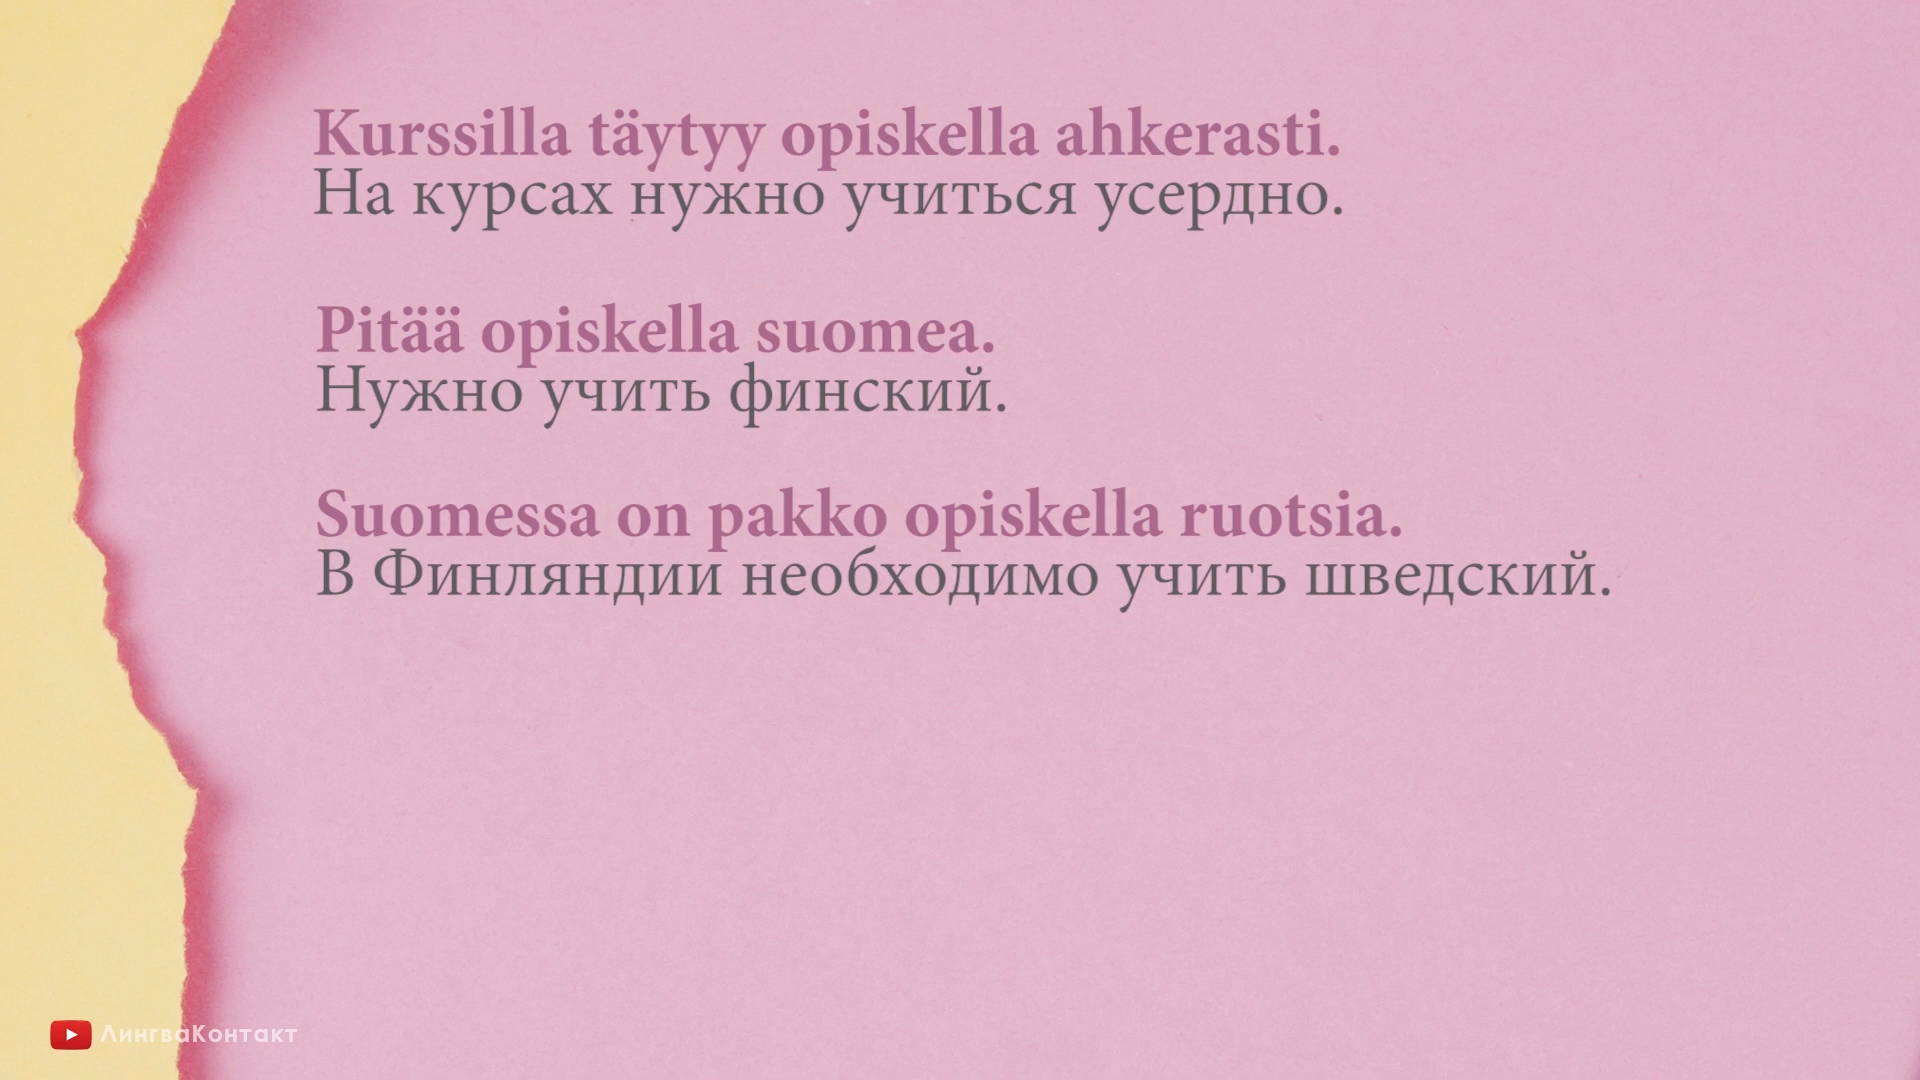 Kurssilla täytyy opiskella ahkerasti.
На курсах нужно учиться усердно.
Pitää opiskella suomea.
Нужно учить финский.
Suomessa on pakko opiskella ruotsia.
В Финляндии необходимо учить шведский.
ЛингваКонтакт